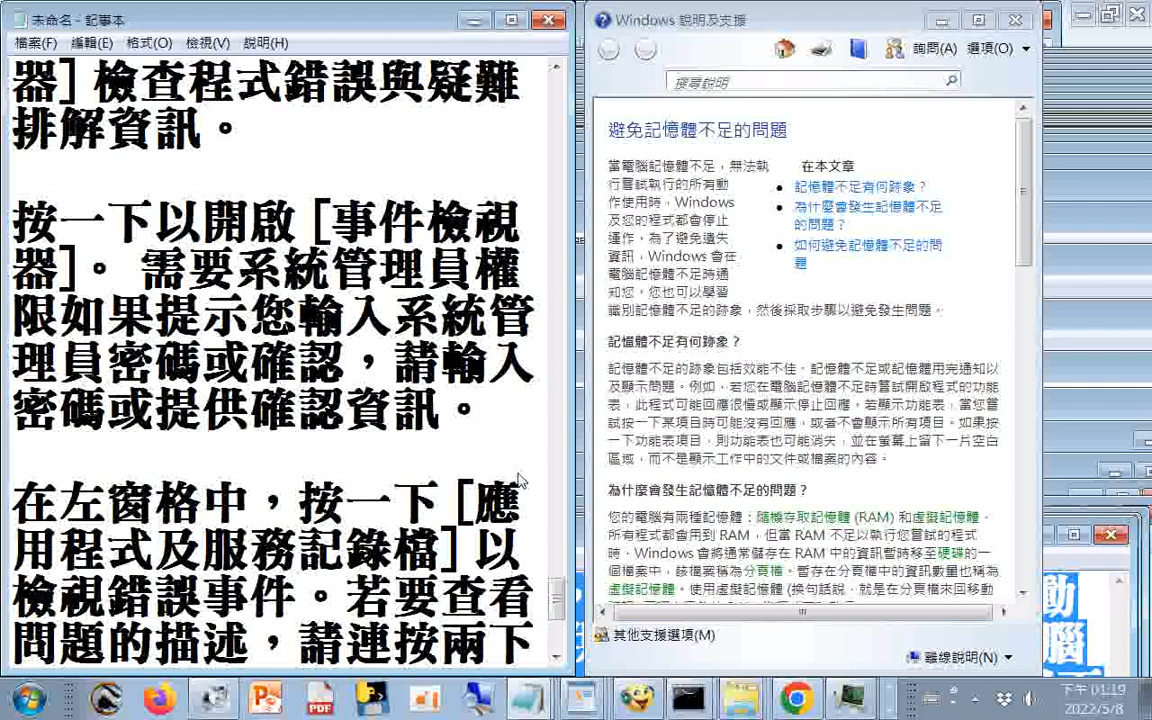 未命名 - 記事本
檔案(F) 編輯(E) 格式(O) 檢視(V) 說明(H)
器] 檢查程式錯誤與疑難
排解資訊。
按一下以開啟 [事件檢視
器]。 需要系統管理員權
限如果提示您輸入系統管
理員密碼或確認，請輸入
密碼或提供確認資訊。
在左窗格中，按一下 [應
用程式及服務記錄檔] 以
檢視錯誤事件。若要查看
問題的描述，請連按兩下
Windows 說明及支援
詢問(A) 選項(O)
搜尋說明
避免記憶體不足的問題
當電腦記憶體不足，無法執
行嘗試執行的所有動
作使用時，Windows
及您的程式都會停止
運作，為了避免遺失
資訊，Windows 會在
電腦記憶體不足時通
知您，您也可以學習
識別記憶體不足的跡象，然後採取步驟以避免發生問題。
在本文章
記憶體不足有何跡象？
為什麼會發生記憶體不足
的問題？
如何避免記憶體不足的問
題
記憶體不足有何跡象？
記憶體不足的跡象包括效能不佳、記憶體不足或記憶體用完通知以
及顯示問題。例如，若您在電腦記憶體不足時嘗試開啟程式的功能
表，此程式可能回應很慢或顯示停止回應，若顯示功能表，當您嘗
試按一下某項目時可能沒有回應，或者不會顯示所有項目。如果按
一下功能表項目，則功能表也可能消失，並在螢幕上留下一片空白
區域，而不是顯示工作中的文件或檔案的內容。
為什麼會發生記憶體不足的問題？
您的電腦有兩種記憶體：隨機存取記憶體 (RAM) 和虛擬記憶體。
所有程式都會用到 RAM，但當 RAM 不足以執行您嘗試的程式
時，Windows 會將通常儲存在 RAM 中的資訊暫時移至硬碟的一
個檔案中，該檔案稱為分頁檔。暫存在分頁檔中的資訊數量也稱為
虛擬記憶體。使用虛擬記憶體 (換句話說，就是在分頁檔來回移動
其他支援選項(M)
離線說明(N)
動
腦
PDF
下午 01:19
2022/5/8